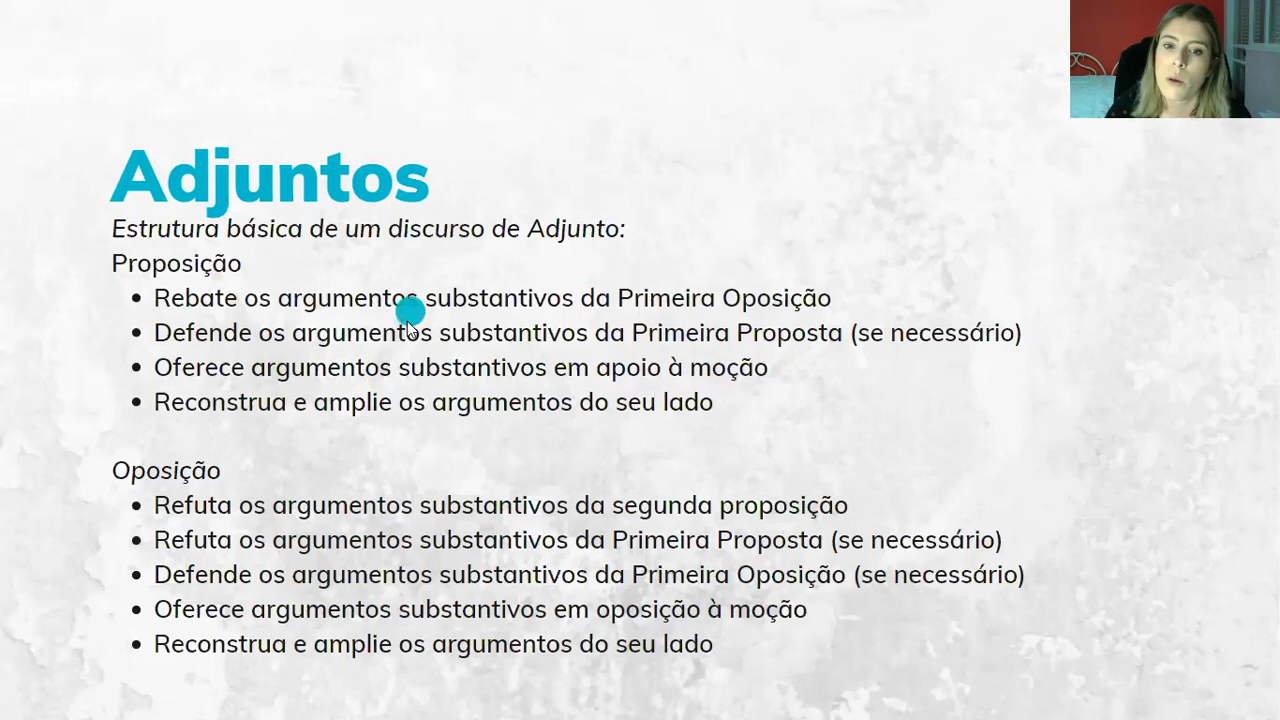 Adjuntos
Estrutura básica de um discurso de Adjunto:
Proposição
• Rebate os argumentos substantivos da Primeira Oposição
• Defende os argumentos substantivos da Primeira Proposta (se necessário)
• Oferece argumentos substantivos em apoio à moção
• Reconstrua e amplie os argumentos do seu lado
Oposição
• Refuta os argumentos substantivos da segunda proposição
• Refuta os argumentos substantivos da Primeira Proposta (se necessário)
• Defende os argumentos substantivos da Primeira Oposição (se necessário)
• Oferece argumentos substantivos em oposição à moção
• Reconstrua e amplie os argumentos do seu lado